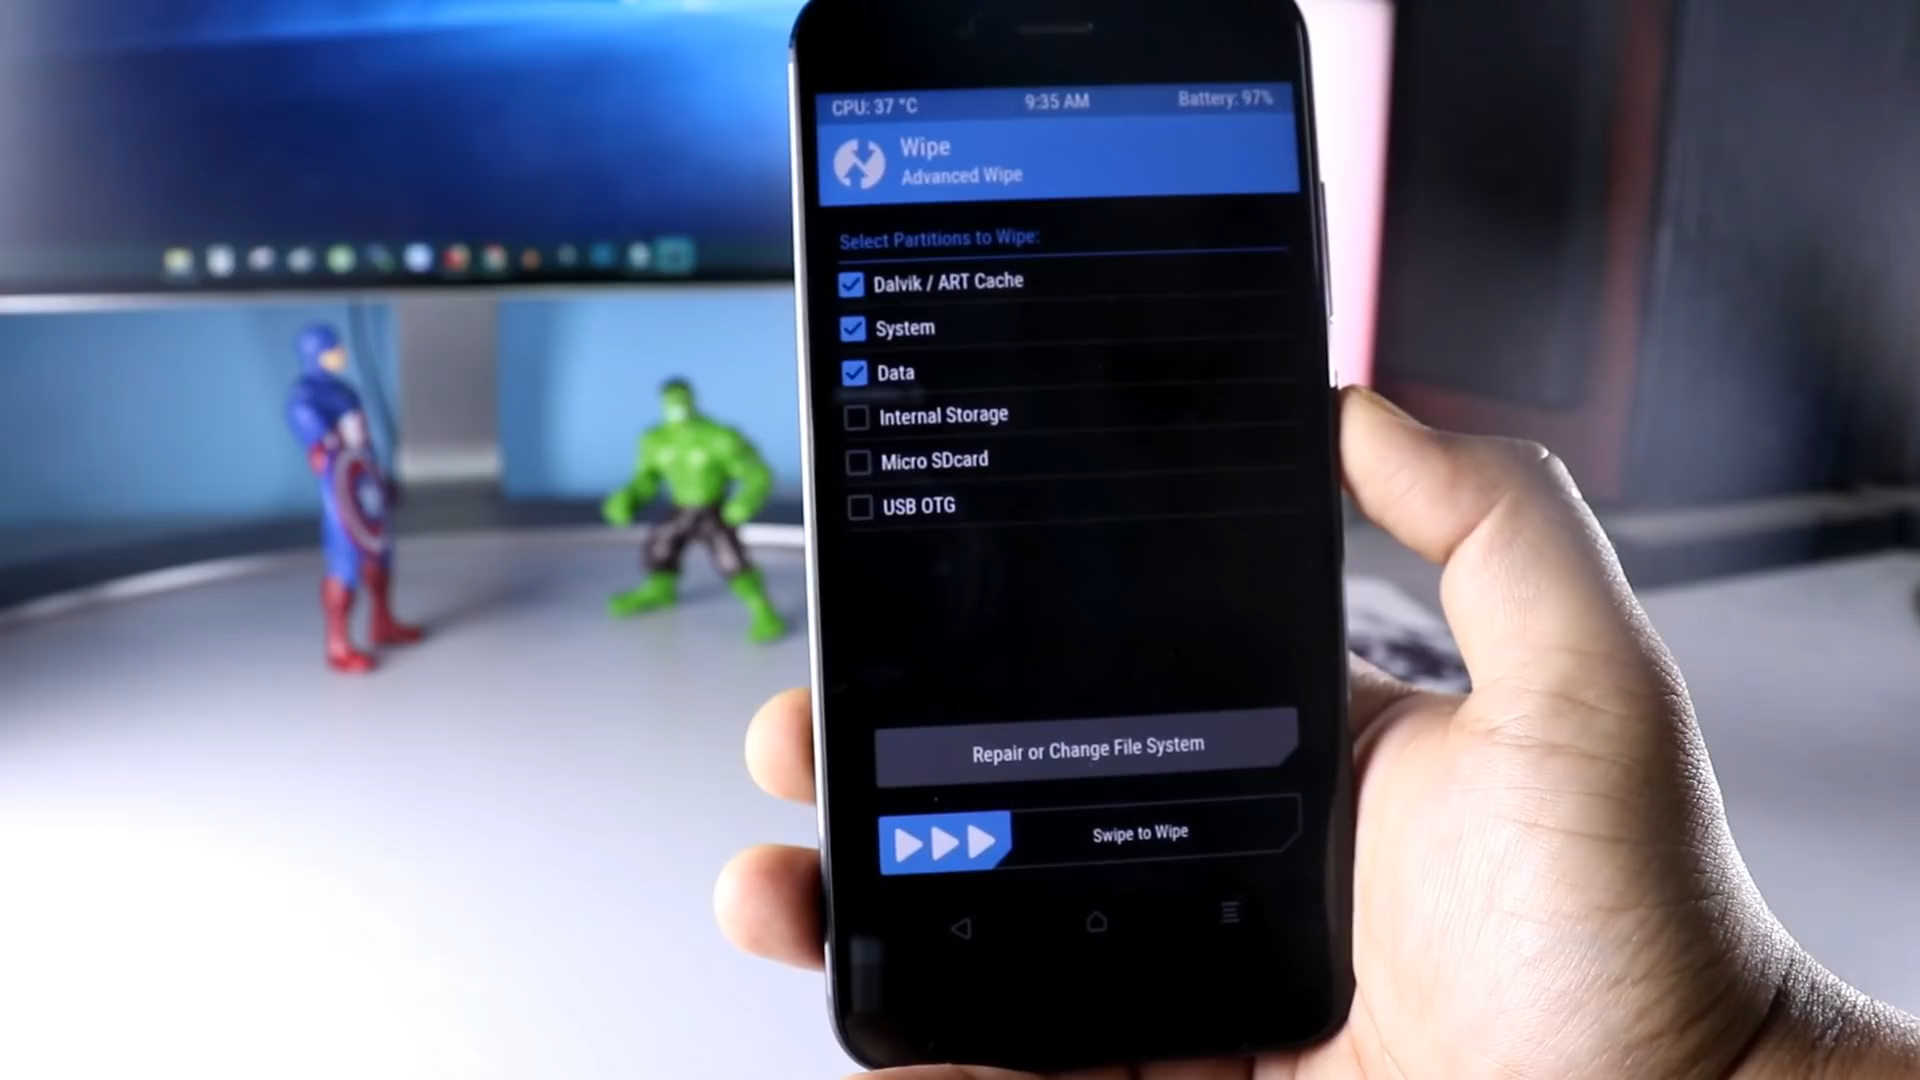 CPU: 37 °C 9:35 AM Battery: 97%
Wipe
Advanced Wipe
Select Partitions to Wipe:
Dalvik / ART Cache
System
Data
Internal Storage
Micro SDcard
USB OTG
Repair or Change File System
Swipe to Wipe